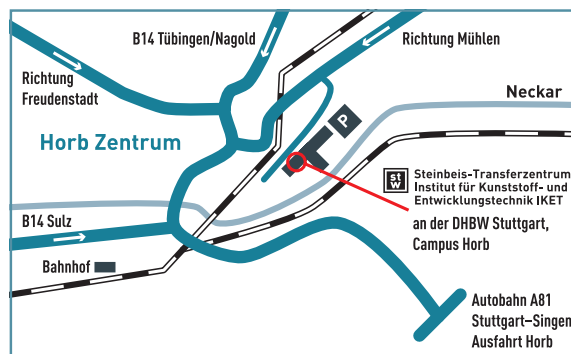 B14 Tübingen/Nagold
Richtung Mühlen
Richtung
Freudenstadt
Neckar
P
Horb Zentrum
stw
Steinbeis-Transferzentrum
Institut für Kunststoff- und
Entwicklungstechnik IKET
an der DHBW Stuttgart,
Campus Horb
B14 Sulz
Bahnhof
Autobahn A81
Stuttgart–Singen
Ausfahrt Horb